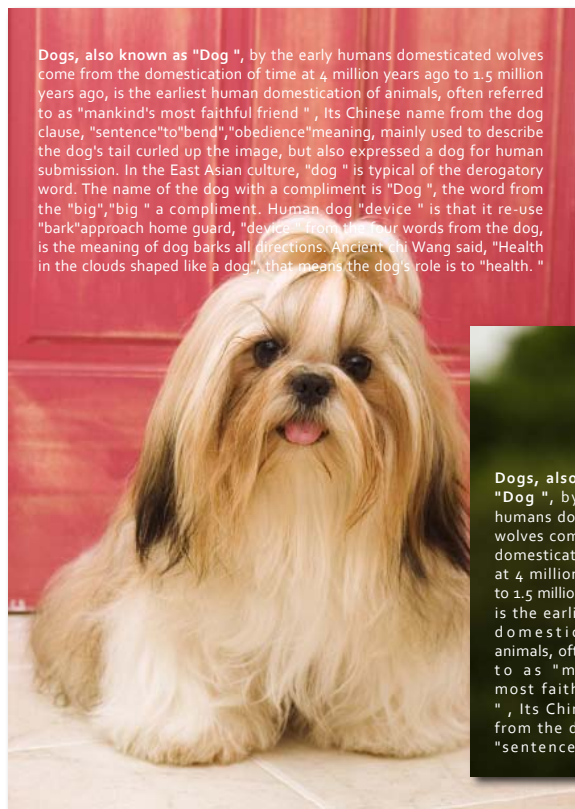 Dogs, also known as "Dog ", by the early humans domesticated wolves
come from the domestication of time at 4 million years ago to 1.5 million
years ago, is the earliest human domestication of animals, often referred
to as "mankind's most faithful friend " , Its Chinese name from the dog
clause, "sentence"to"bend","obedience"meaning, mainly used to describe
the dog's tail curled up the image, but also expressed a dog for human
submission. In the East Asian culture, "dog " is typical of the derogatory
word. The name of the dog with a compliment is "Dog ", the word from
the "big","big " a compliment. Human dog "device " is that it re-use
"bark"approach home guard, "device " from the four words from the dog,
is the meaning of dog barks all directions. Ancient chi Wang said, "Health
in the clouds shaped like a dog", that means the dog's role is to "health. "
Dogs, also
"Dog ", by
humans do
wolves com
domesticat
at 4 million
to 1.5 millio
is the earli
domestic
animals, oft
to as "m
most faith
" , Its Chin
from the d
"sentence